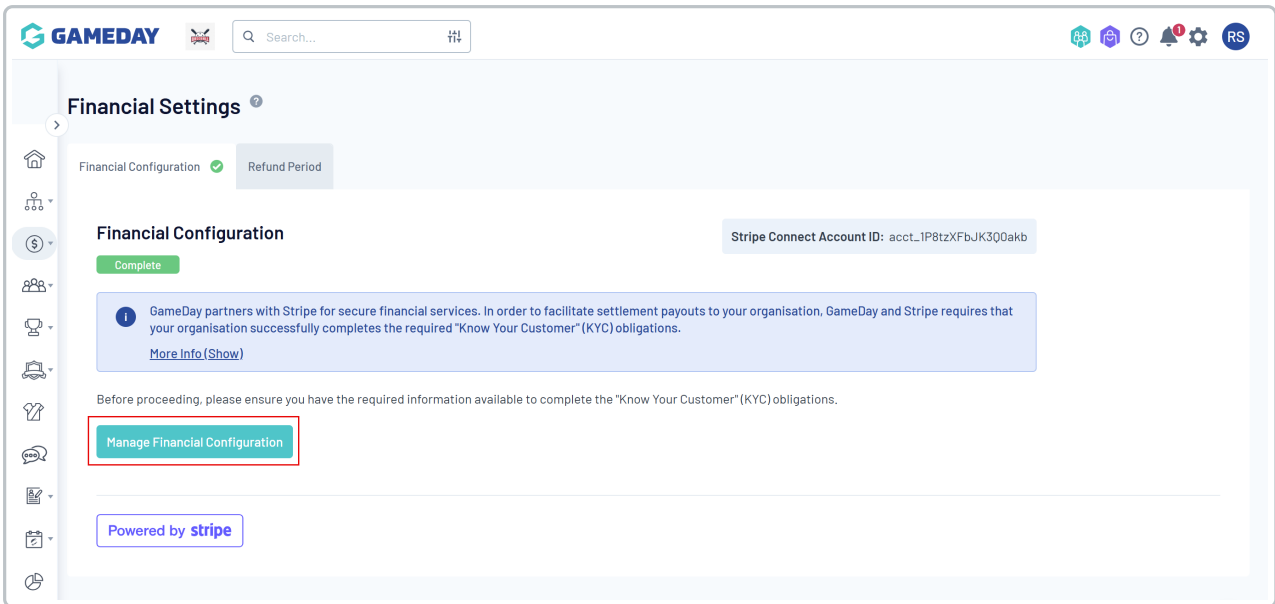 GAMEDAY
Search...
1
RS
Financial Settings ?
Financial Configuration
Refund Period
Financial Configuration
Stripe Connect Account ID: acct_1P8tzXFbJK3Q0akb
Complete
GameDay partners with Stripe for secure financial services. In order to facilitate settlement payouts to your organisation, GameDay and Stripe requires that
your organisation successfully completes the required "Know Your Customer" (KYC) obligations.
More Info (Show)
Before proceeding, please ensure you have the required information available to complete the "Know Your Customer" (KYC) obligations.
Manage Financial Configuration
Powered by stripe